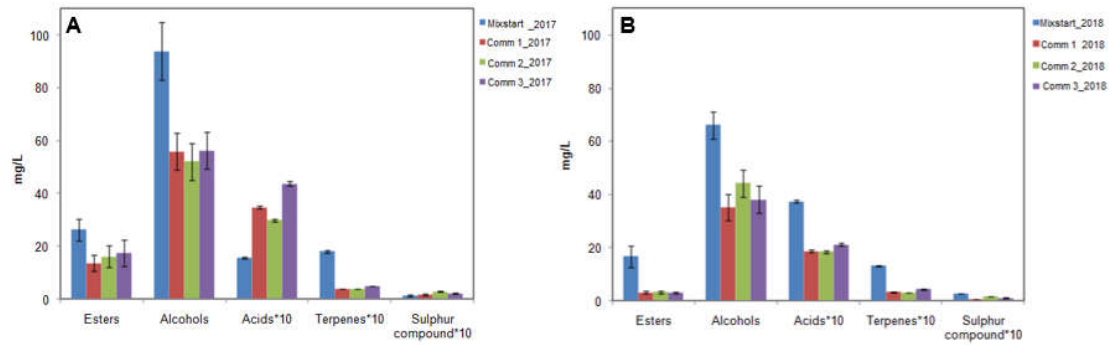 A
100
80
60
40
20
0
mg/L
Mixstart _2017
Comm 1_2017
Comm 2_2017
Comm 3_2017
Esters Alcohols Acids*10 Terpenes*10 Sulphur
compound*10
B
100
80
60
40
20
0
mg/L
Mixstart_2018
Comm 1 2018
Comm 2_2018
Comm 3_2018
Esters Alcohols Acids*10 Terpenes*10 Sulphur
compound*10